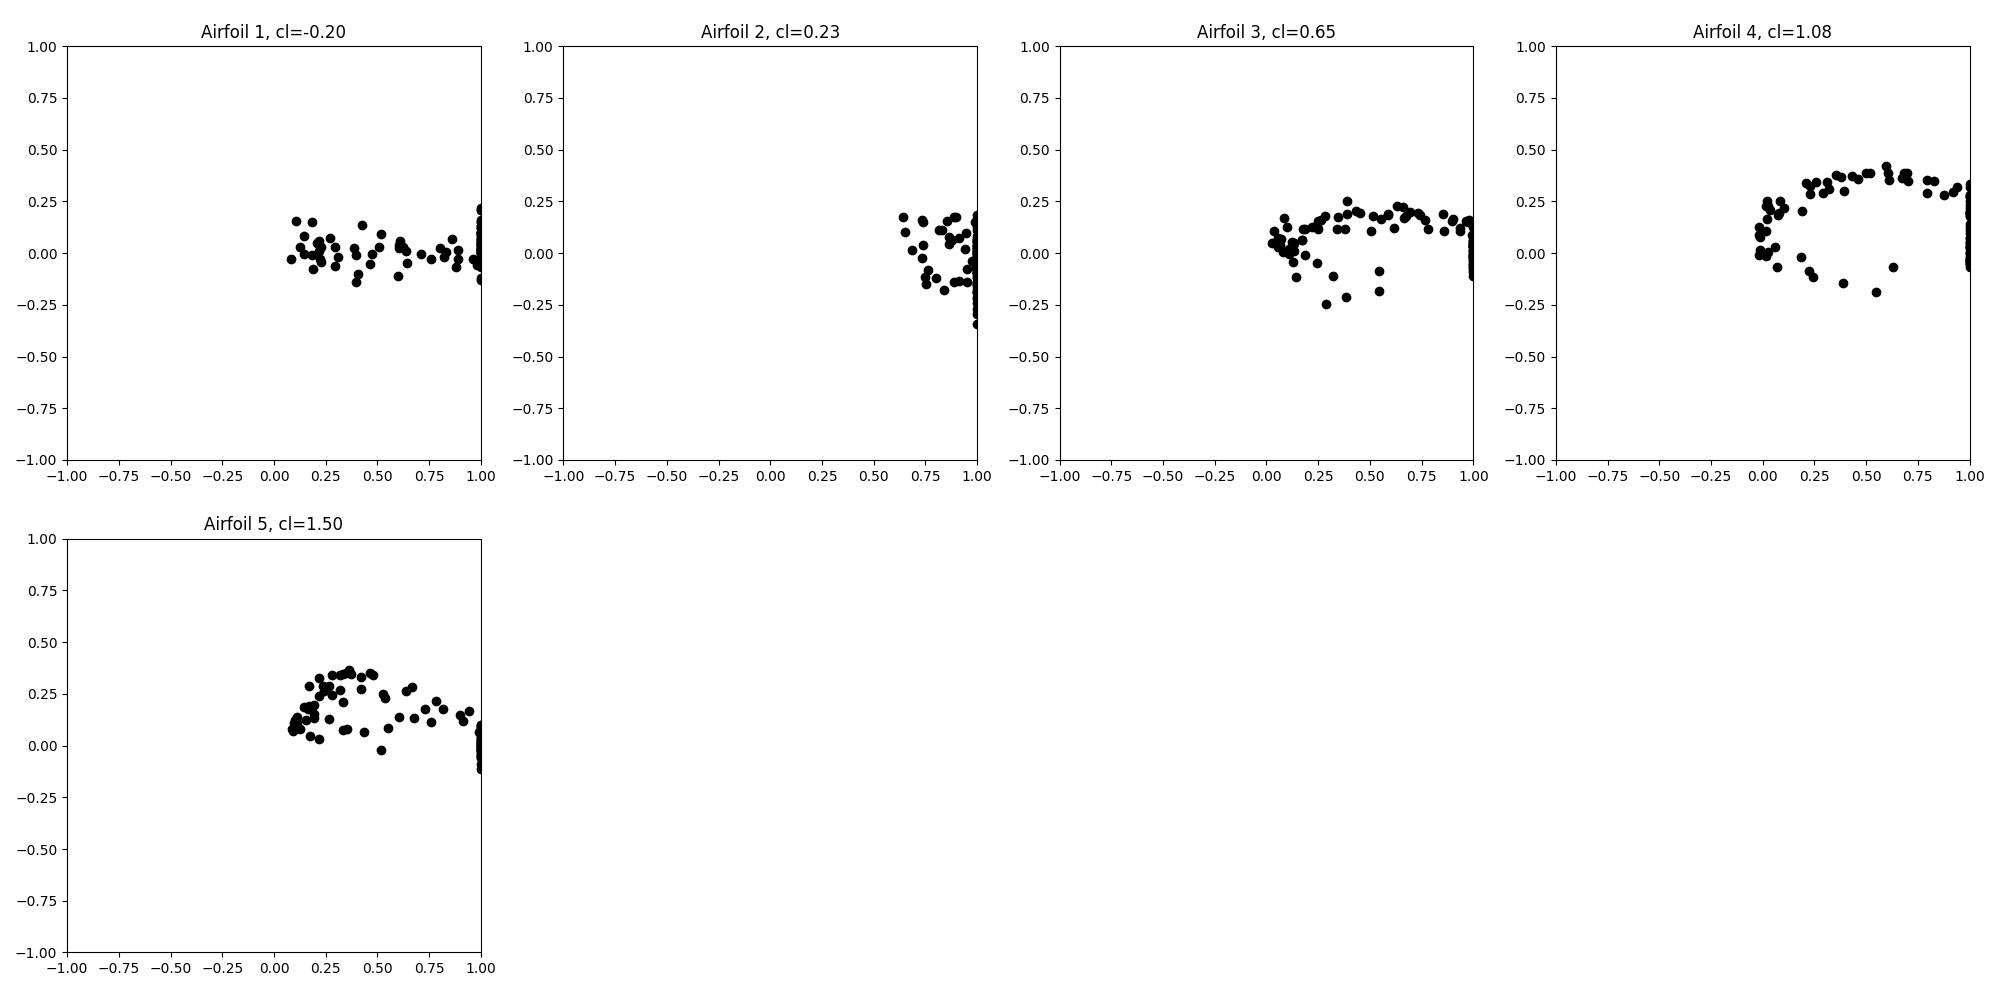 Airfoil 1, cl=-0.20
Airfoil 2, cl=0.23
Airfoil 3, cl=0.65
Airfoil 4, cl=1.08
1.00 1.00 1.00 1.00
0.75 0.75 0.75 0.75
0.50 0.50 0.50 0.50
0.25 0.25 0.25 0.25
0.00 0.00 0.00 0.00
−0.25 −0.25 −0.25 −0.25
−0.50 −0.50 −0.50 −0.50
−0.75 −0.75 −0.75 −0.75
−1.00 −1.00 −1.00 −1.00
−1.00 −0.75 −0.50 −0.25 0.00 0.25 0.50 0.75 1.00
−1.00 −0.75 −0.50 −0.25 0.00 0.25 0.50 0.75 1.00
−1.00 −0.75 −0.50 −0.25 0.00 0.25 0.50 0.75 1.00
−1.00 −0.75 −0.50 −0.25 0.00 0.25 0.50 0.75 1.00
Airfoil 5, cl=1.50
1.00
0.75
0.50
0.25
0.00
−0.25
−0.50
−0.75
−1.00
−1.00 −0.75 −0.50 −0.25 0.00 0.25 0.50 0.75 1.00